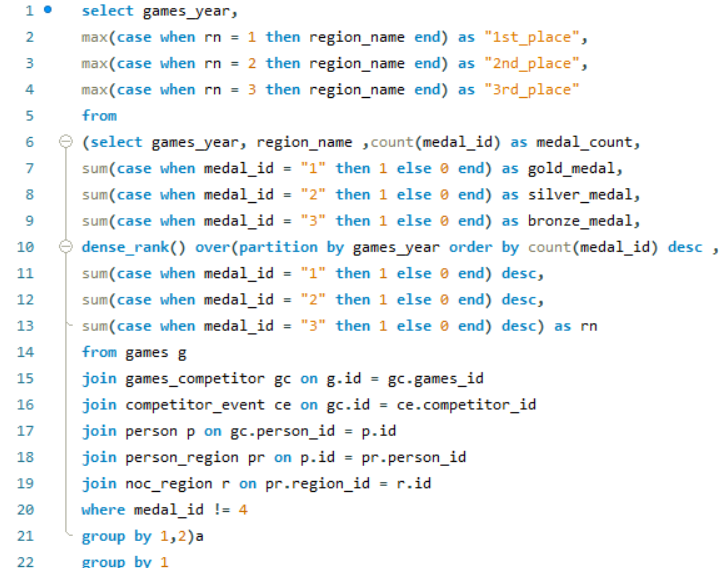 1 select games_year,
2 max(case when rn = 1 then region_name end) as "1st_place",
3 max(case when rn = 2 then region_name end) as "2nd_place",
4 max(case when rn = 3 then region_name end) as "3rd_place"
5 from
6 (select games_year, region_name ,count(medal_id) as medal_count,
7 sum(case when medal_id = "1" then 1 else 0 end) as gold_medal,
8 sum(case when medal_id = "2" then 1 else 0 end) as silver_medal,
9 sum(case when medal_id = "3" then 1 else 0 end) as bronze_medal,
10 dense_rank() over(partition by games_year order by count(medal_id) desc ,
11 sum(case when medal_id = "1" then 1 else 0 end) desc,
12 sum(case when medal_id = "2" then 1 else 0 end) desc,
13 sum(case when medal_id = "3" then 1 else 0 end) desc) as rn
14 from games g
15 join games_competitor gc on g.id = gc.games_id
16 join competitor_event ce on gc.id = ce.competitor_id
17 join person p on gc.person_id = p.id
18 join person_region pr on p.id = pr.person_id
19 join noc_region r on pr.region_id = r.id
20 where medal_id != 4
21 group by 1,2)a
22 group by 1